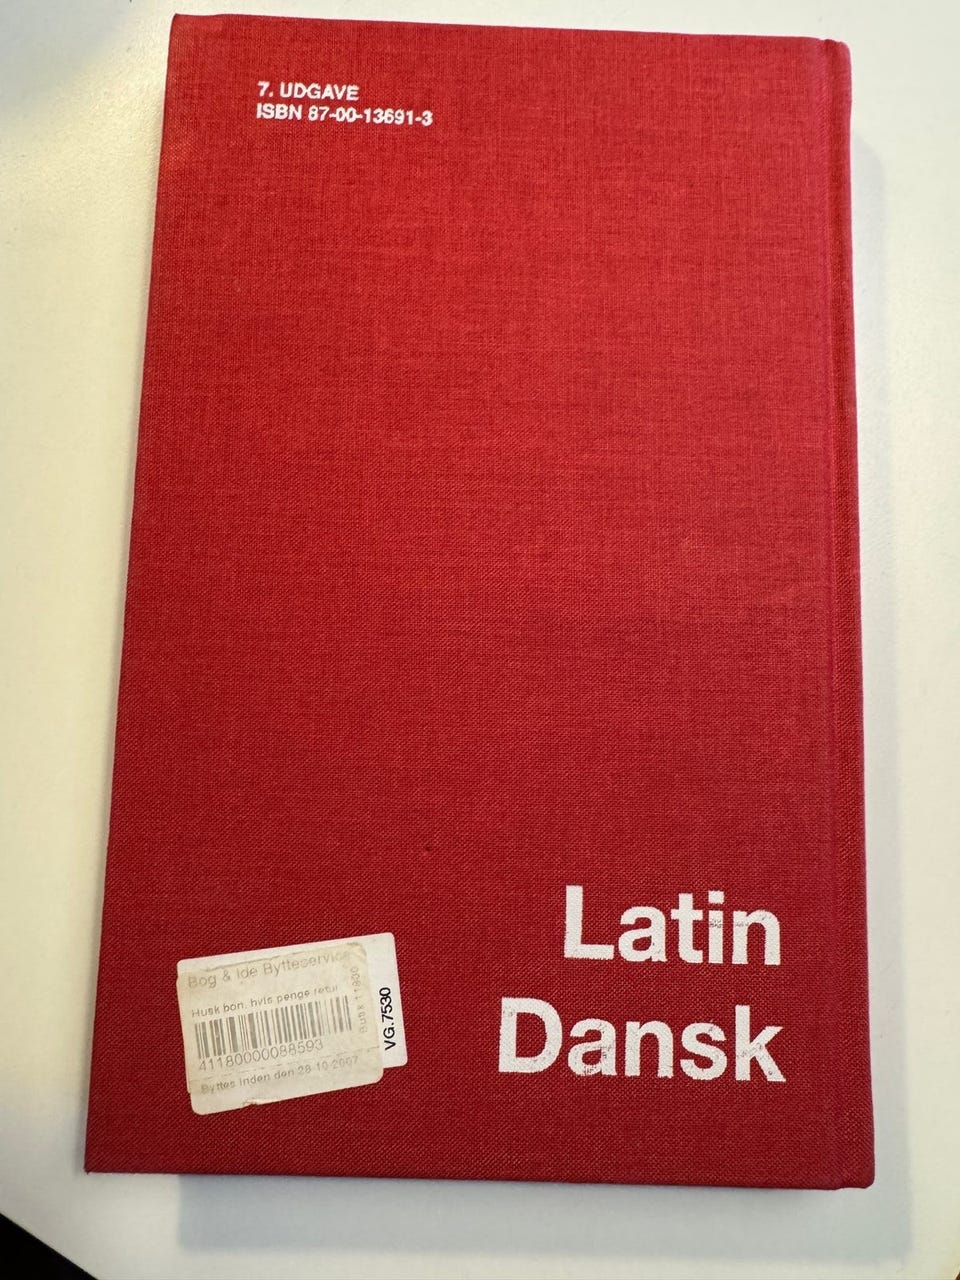 7. UDGAVE
ISBN 87-00-13691-3
Latin
Dansk
Bog & Ide Bytteservice
Husk bon, hvis penge retur
41180000088593
Byttes inden den 28-10-2007
VG.7530